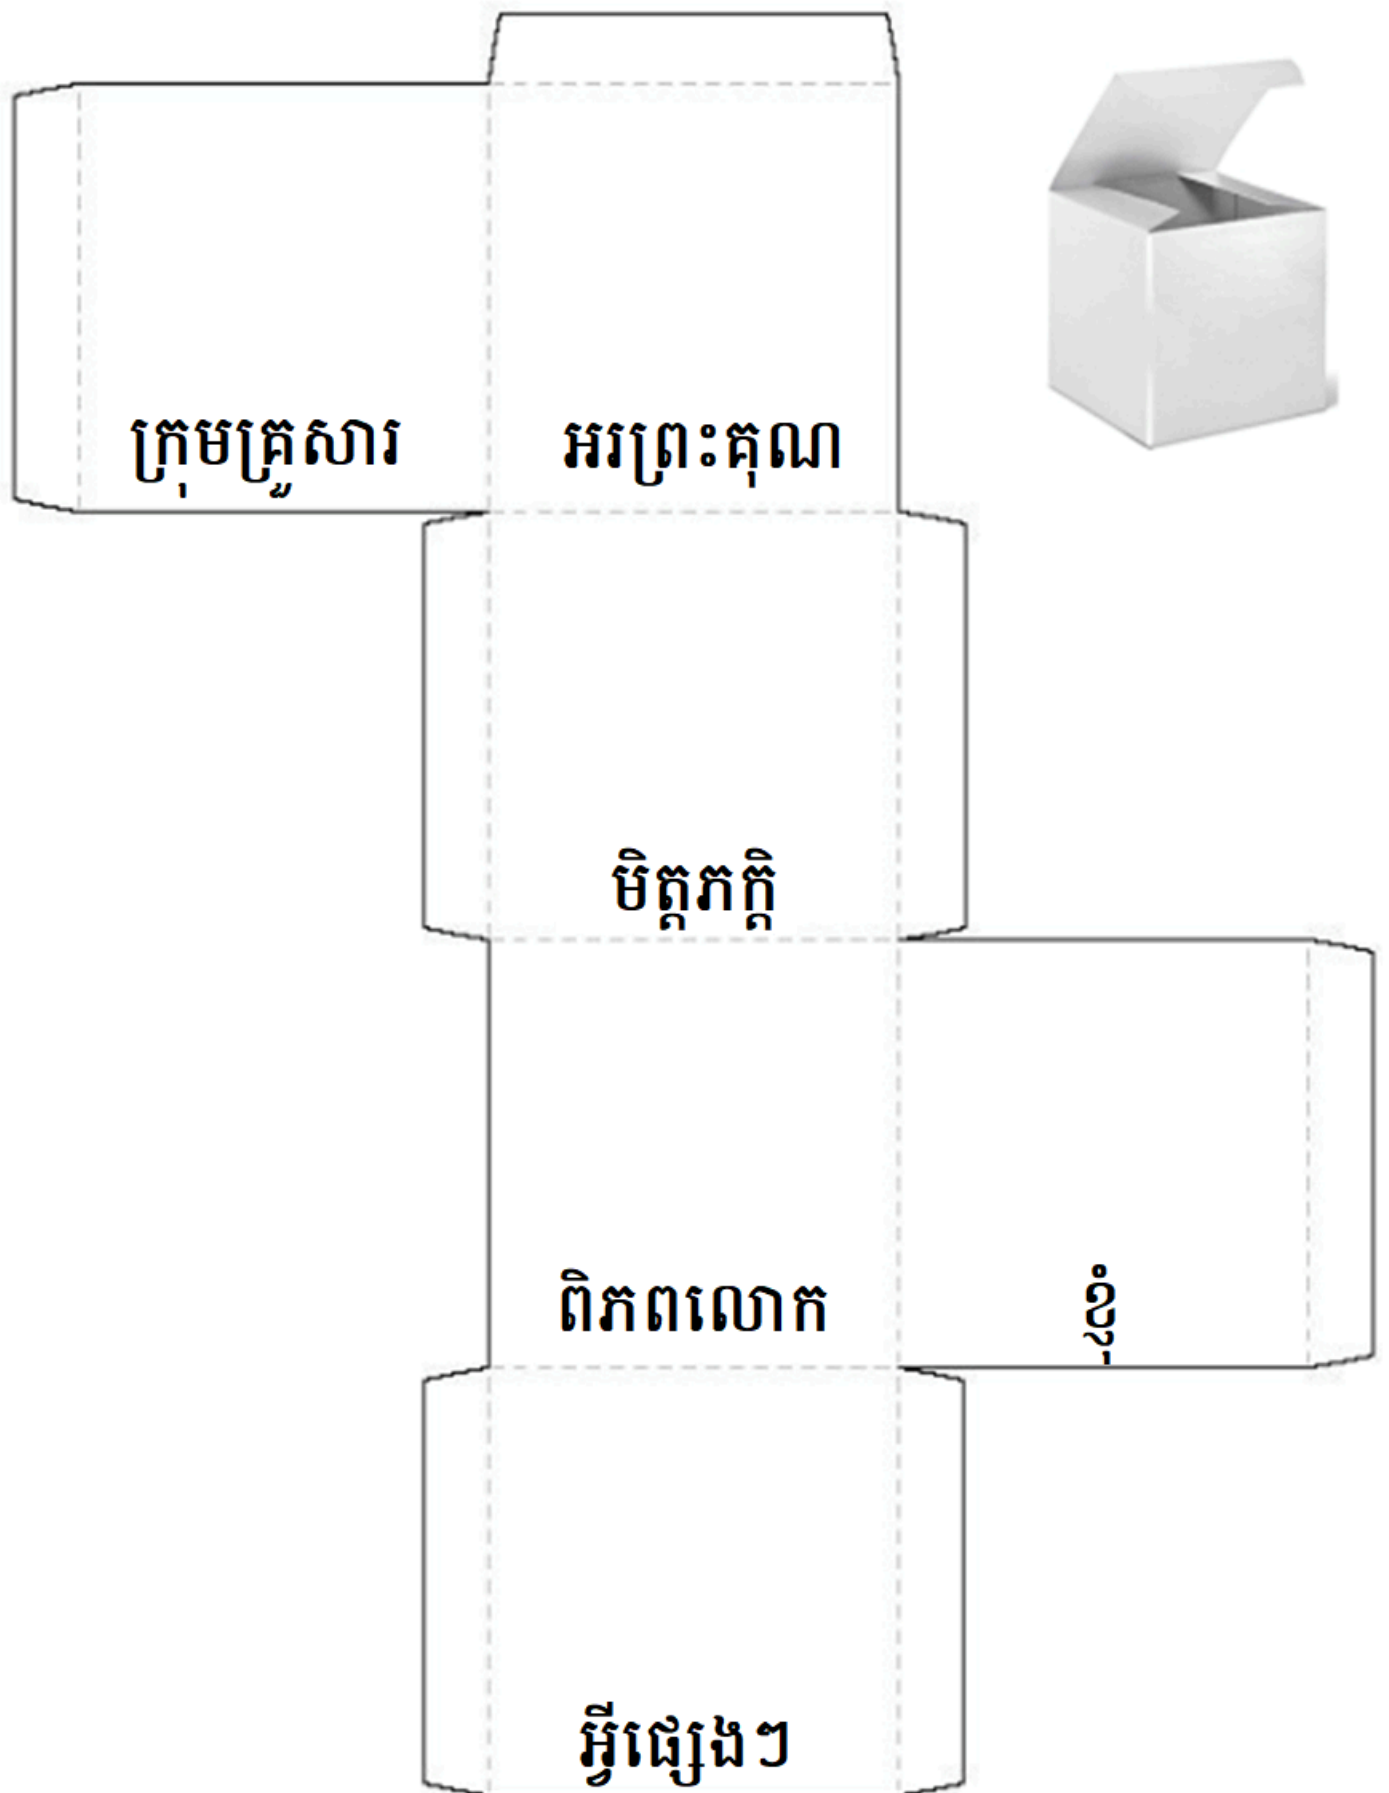 ក្រុមគ្រួសារ
អរព្រះគុណ
មិត្តភក្ដិ
ពិភពលោក
ខ្ញុំ
អ្វីផ្សេងៗ